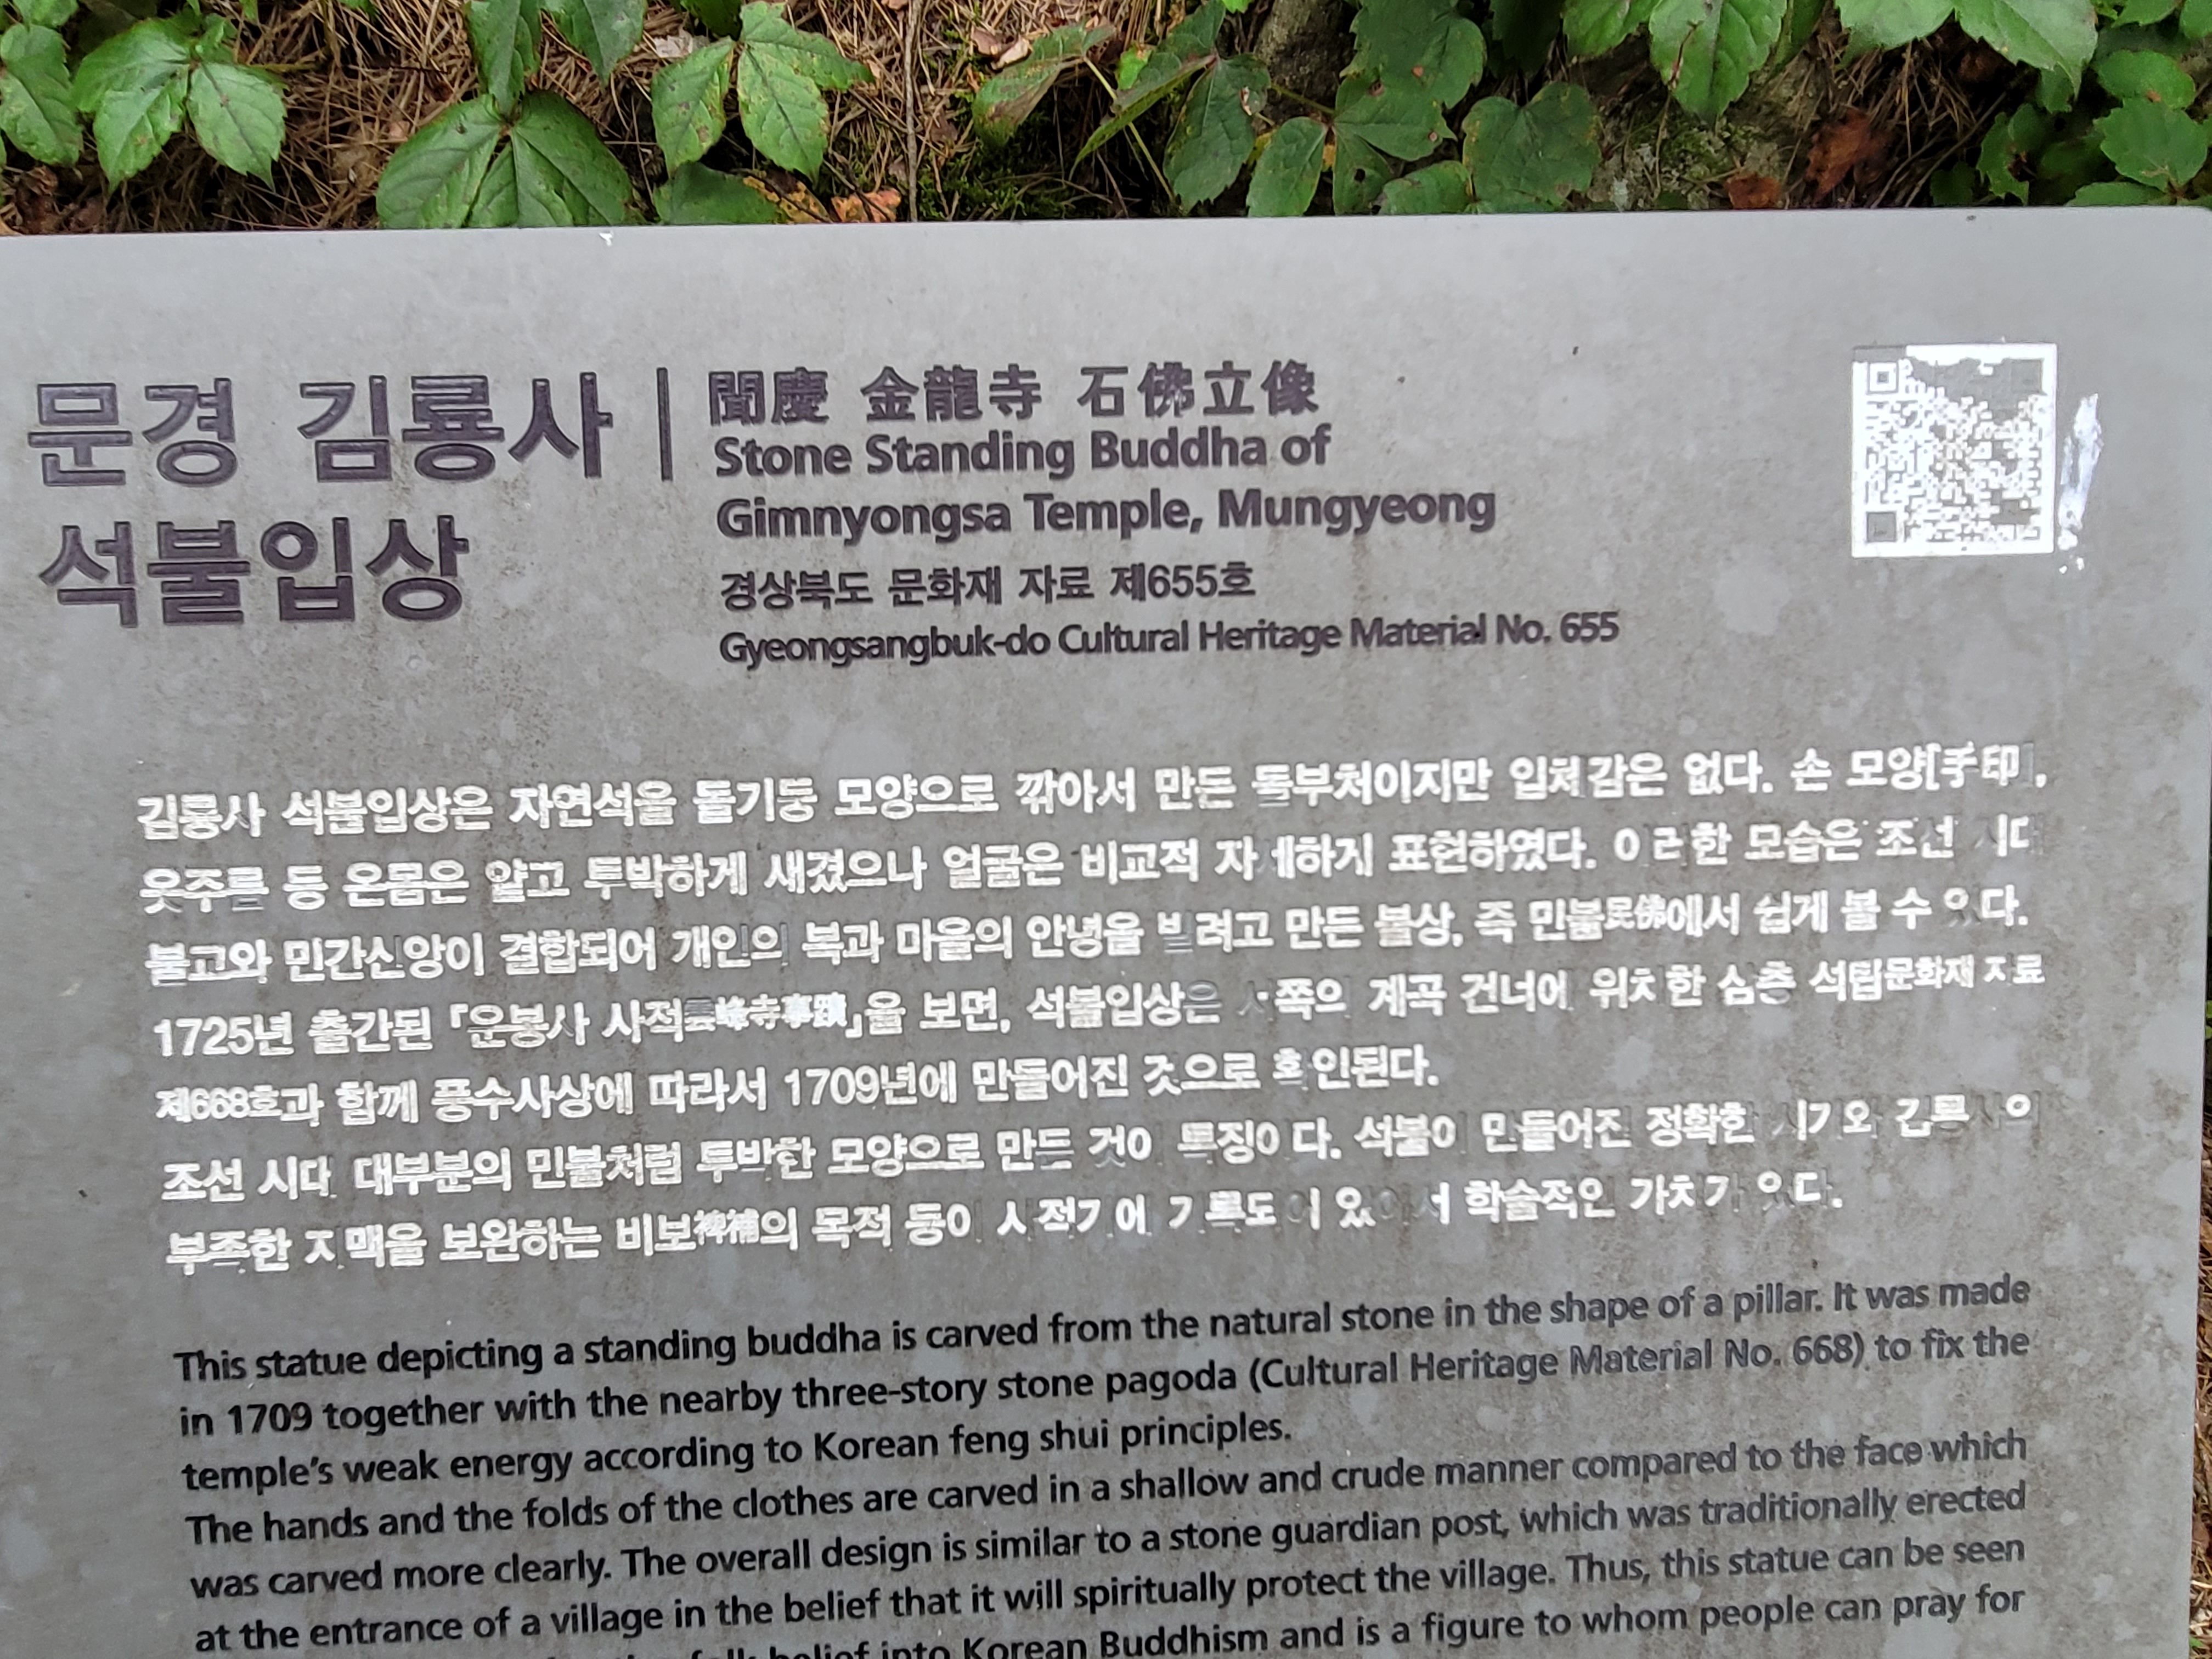 문경 김룡사
석불입상
聞慶 金龍寺 石佛立像
Stone Standing Buddha of
Gimnyongsa Temple, Mungyeong
경상북도 문화재 자료 제655호
Gyeongsangbuk-do Cultural Heritage Material No. 655
김룡사 석불입상은 자연석을 돌기둥 모양으로 깎아서 만든 돌부처이지만 입체감은 없다. 손 모양[手印],
옷주름 등 온몸은 얕고 투박하게 새겼으나 얼굴은 비교적 자세하게 표현하였다. 이러한 모습은 조선 시대
불교와 민간신앙이 결합되어 개인의 복과 마을의 안녕을 빌려고 만든 불상, 즉 민불民佛에서 쉽게 볼 수 있다.
1725년 출간된 『운봉사 사적雲峰寺事蹟』을 보면, 석불입상은 쪽의 계곡 건너에 위치한 삼층 석탑문화재 자료
제668호과 함께 풍수사상에 따라서 1709년에 만들어진 것으로 확인된다.
조선 시대 대부분의 민불처럼 투박한 모양으로 만든 것이 특징이다. 석불이 만들어진 정확한 시기와 김룡사의
부족한 지맥을 보완하는 비보裨補의 목적 등이 사적기에 기록되어 있어서 학술적인 가치가 있다.
This statue depicting a standing buddha is carved from the natural stone in the shape of a pillar. It was made
in 1709 together with the nearby three-story stone pagoda (Cultural Heritage Material No. 668) to fix the
temple's weak energy according to Korean feng shui principles.
The hands and the folds of the clothes are carved in a shallow and crude manner compared to the face which
was carved more clearly. The overall design is similar to a stone guardian post, which was traditionally erected
at the entrance of a village in the belief that it will spiritually protect the village. Thus, this statue can be seen
folk belief into Korean Buddhism and is a figure to whom people can pray for